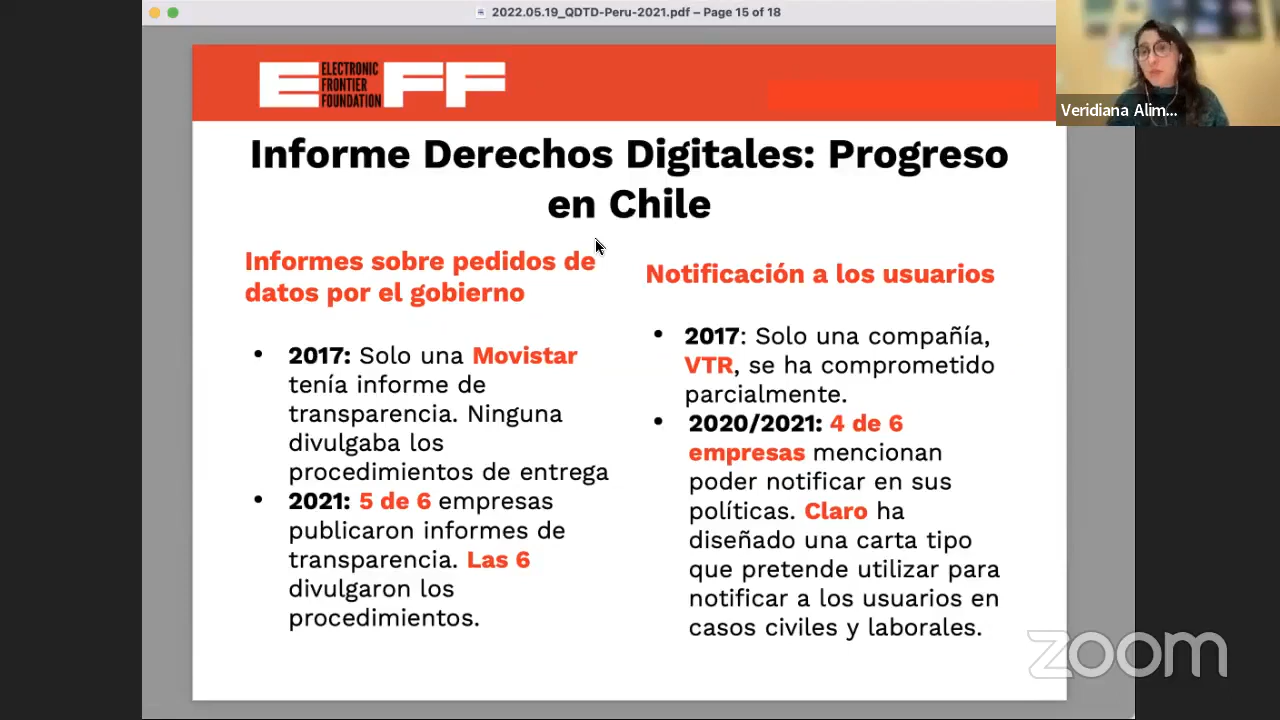 2022.05.19_QDTD-Peru-2021.pdf – Page 15 of 18
Veridiana Alim...
ELECTRONIC
FRONTIER
FOUNDATION
EFF
Informe Derechos Digitales: Progreso
en Chile
Informes sobre pedidos de
datos por el gobierno
• 2017: Solo una Movistar
tenía informe de
transparencia. Ninguna
divulgaba los
procedimientos de entrega
• 2021: 5 de 6 empresas
publicaron informes de
transparencia. Las 6
divulgaron los
procedimientos.
Notificación a los usuarios
• 2017: Solo una compañía,
VTR, se ha comprometido
parcialmente.
• 2020/2021: 4 de 6
empresas mencionan
poder notificar en sus
políticas. Claro ha
diseñado una carta tipo
que pretende utilizar para
notificar a los usuarios en
casos civiles y laborales.
zoom